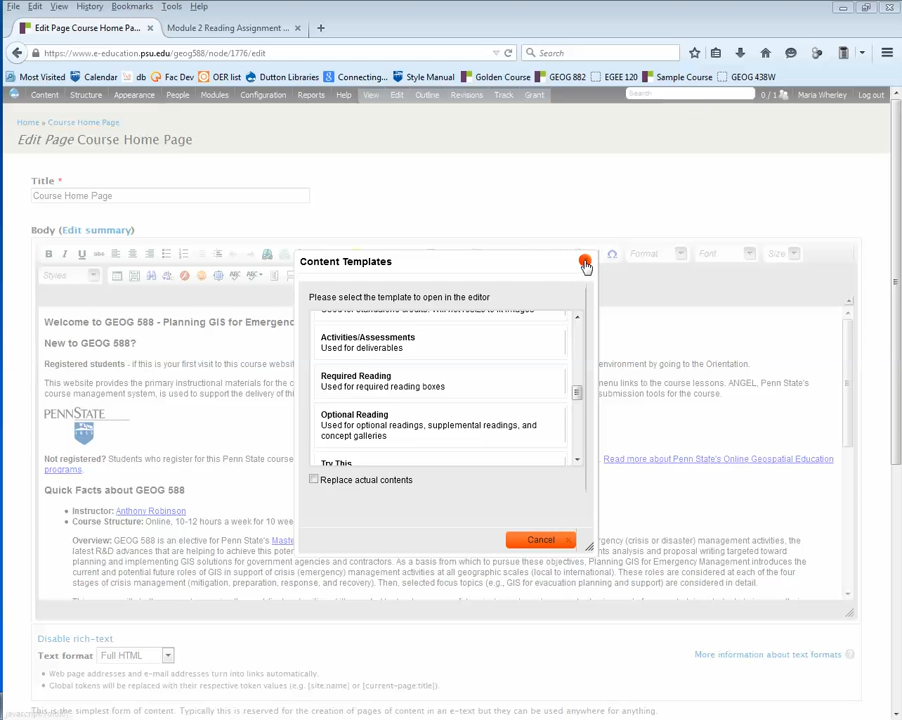 File Edit View History Bookmarks Tools Help
Edit Page Course Home Pa... × Module 2 Reading Assignment ... × +
https://www.e-education.psu.edu/geog588/node/1776/edit Search
Most Visited Calendar db Fac Dev OER list Dutton Libraries Connecting... Style Manual Golden Course GEOG 882 EGEE 120 Sample Course GEOG 438W
Content Structure Appearance People Modules Configuration Reports Help View Edit Outline Revisions Track Grant Search 0 / 1 Maria Wherley Log out
Home » Course Home Page
Edit Page Course Home Page
Title *
Course Home Page
Body (Edit summary)
B I U Format Font Size
Styles
Content Templates
Please select the template to open in the editor
Activities/Assessments
Used for deliverables
Required Reading
Used for required reading boxes
Optional Reading
Used for optional readings, supplemental readings, and
concept galleries
Try This
Replace actual contents
Cancel
Welcome to GEOG 588 - Planning GIS for Emergen
New to GEOG 588?
Registered students - if this is your first visit to this course website environment by going to the Orientation.
This website provides the primary instructional materials for the c menu links to the course lessons. ANGEL, Penn State's
course management system, is used to support the delivery of thi submission tools for the course.
PENNSTATE
Not registered? Students who register for this Penn State course Read more about Penn State's Online Geospatial Education
programs.
Quick Facts about GEOG 588
Instructor: Anthony Robinson
Course Structure: Online, 10-12 hours a week for 10 wee
Overview: GEOG 588 is an elective for Penn State's Maste ergency (crisis or disaster) management activities, the
latest R&D advances that are helping to achieve this poten nts analysis and proposal writing targeted toward
planning and implementing GIS solutions for government agencies and contractors. As a basis from which to pursue these objectives, Planning GIS for Emergency Management introduces the
current and potential future roles of GIS in support of crisis (emergency) management activities at all geographic scales (local to international). These roles are considered in detail at each of the four
stages of crisis management (mitigation, preparation, response, and recovery). Then, selected focus topics (e.g., GIS for evacuation planning and support) are considered in detail.
Disable rich-text
Text format Full HTML More information about text formats
Web page addresses and e-mail addresses turn into links automatically.
Global tokens will be replaced with their respective token values (e.g. [site:name] or [current-page:title]).
This is the simplest form of content. Typically this is reserved for the creation of pages of content in an e-text but they can be used anywhere for anything.